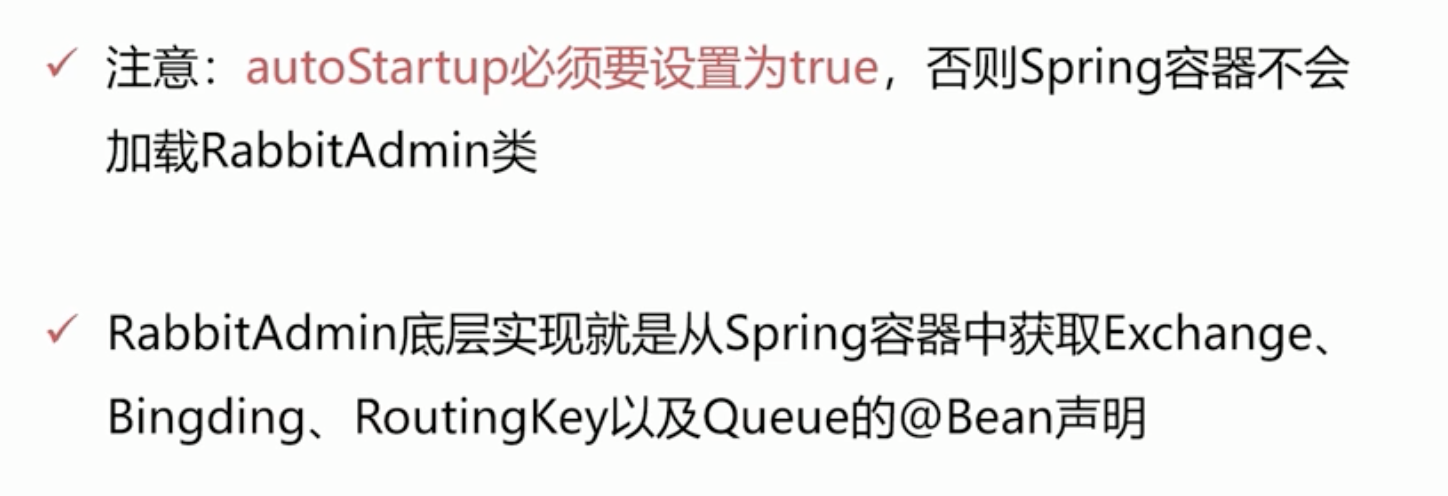 注意：autoStartup必须要设置为true，否则Spring容器不会
加载RabbitAdmin类
RabbitAdmin底层实现就是从Spring容器中获取Exchange、
Bingding、RoutingKey以及Queue的@Bean声明